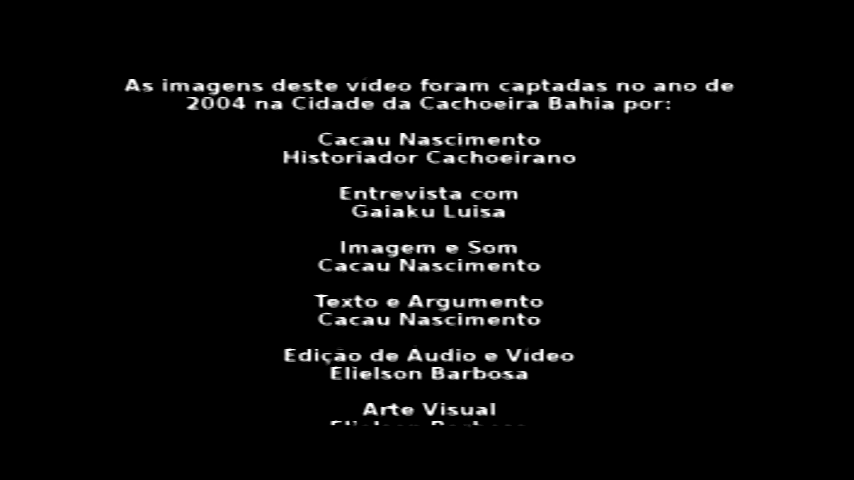 As imagens deste vídeo foram captadas no ano de
2004 na Cidade da Cachoeira Bahia por:
Cacau Nascimento
Historiador Cachoeirano
Entrevista com
Gaiaku Luisa
Imagem e Som
Cacau Nascimento
Texto e Argumento
Cacau Nascimento
Edição de Áudio e Vídeo
Elielson Barbosa
Arte Visual